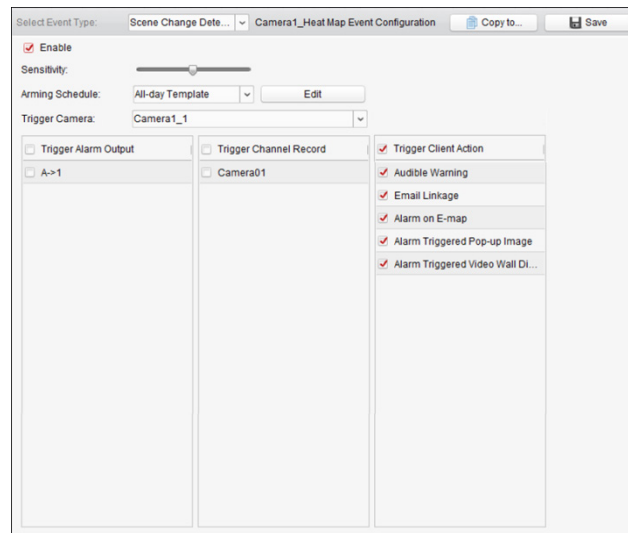 Select Event Type: Scene Change Dete... Camera1_Heat Map Event Configuration Copy to... Save
Enable
Sensitivity:
Arming Schedule: All-day Template Edit
Trigger Camera: Camera1_1
Trigger Alarm Output Trigger Channel Record Trigger Client Action
A->1 Camera01 Audible Warning
Email Linkage
Alarm on E-map
Alarm Triggered Pop-up Image
Alarm Triggered Video Wall Di...